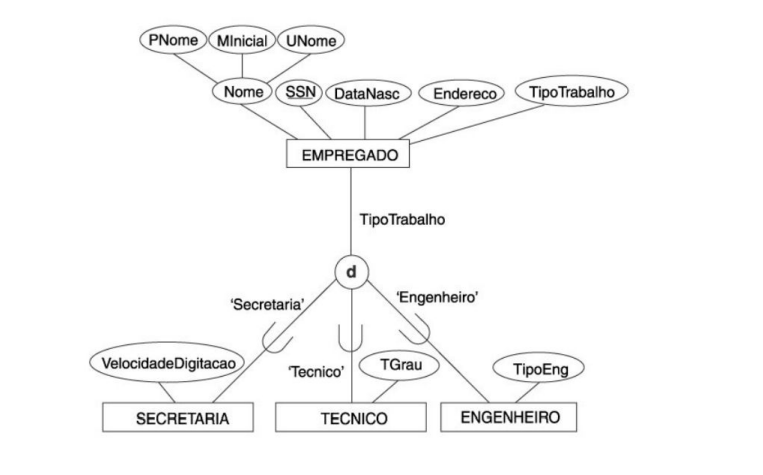 PNome MInicial UNome
Nome SSN DataNasc Endereco TipoTrabalho
EMPREGADO
TipoTrabalho
d
'Secretaria' 'Engenheiro'
VelocidadeDigitacao 'Tecnico' TGrau TipoEng
SECRETARIA TECNICO ENGENHEIRO